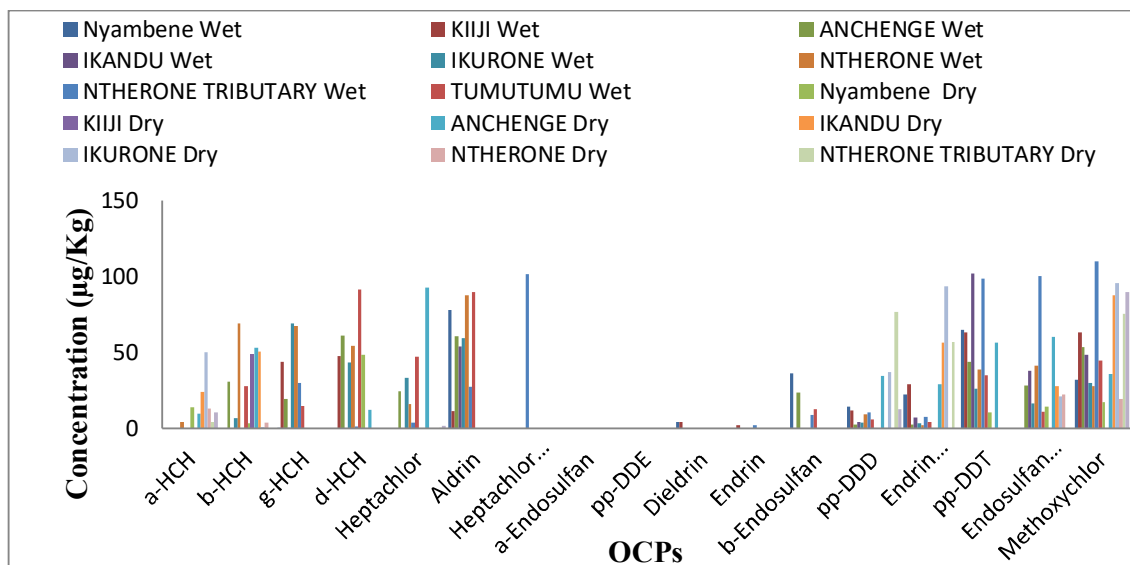 Nyambene Wet KIIJI Wet ANCHENGE Wet
IKANDU Wet IKURONE Wet NTHERONE Wet
NTHERONE TRIBUTARY Wet TUMUTUMU Wet Nyambene Dry
KIIJI Dry ANCHENGE Dry IKANDU Dry
IKURONE Dry NTHERONE Dry NTHERONE TRIBUTARY Dry
150
100
50
0
Concentration (µg/Kg)
a-HCH
b-HCH
g-HCH
d-HCH
Heptachlor
Aldrin
Heptachlor...
a-Endosulfan
pp-DDE
Dieldrin
Endrin
b-Endosulfan
pp-DDD
Endrin...
pp-DDT
Endosulfan...
Methoxychlor
OCPs